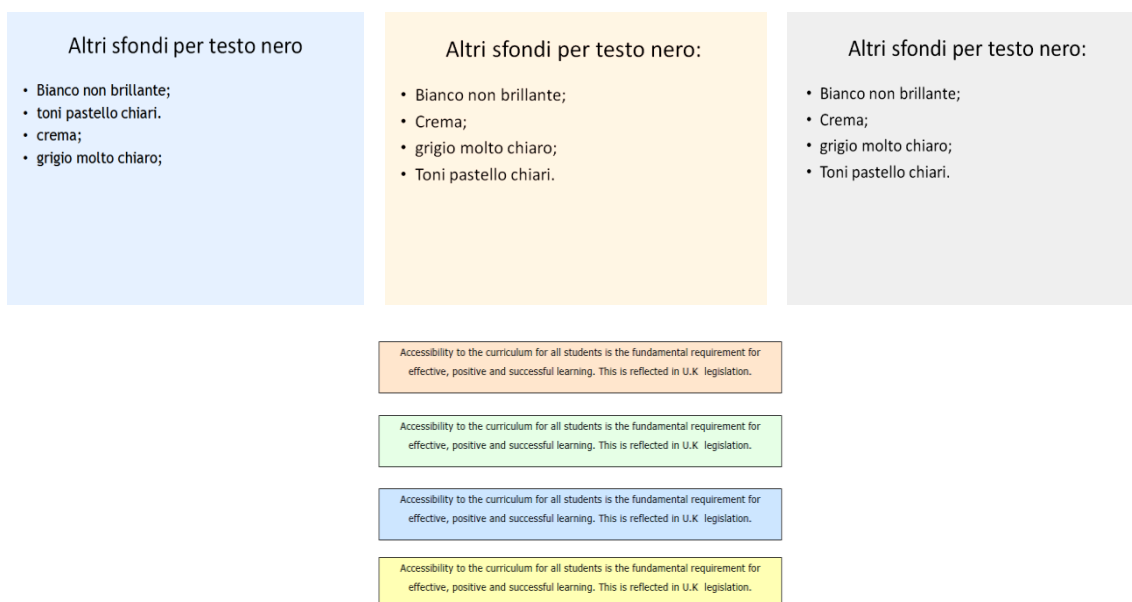 Altri sfondi per testo nero
• Bianco non brillante;
• toni pastello chiari.
• crema;
• grigio molto chiaro;
Altri sfondi per testo nero:
• Bianco non brillante;
• Crema;
• grigio molto chiaro;
• Toni pastello chiari.
Altri sfondi per testo nero:
• Bianco non brillante;
• Crema;
• grigio molto chiaro;
• Toni pastello chiari.
Accessibility to the curriculum for all students is the fundamental requirement for
effective, positive and successful learning. This is reflected in U.K legislation.
Accessibility to the curriculum for all students is the fundamental requirement for
effective, positive and successful learning. This is reflected in U.K legislation.
Accessibility to the curriculum for all students is the fundamental requirement for
effective, positive and successful learning. This is reflected in U.K legislation.
Accessibility to the curriculum for all students is the fundamental requirement for
effective, positive and successful learning. This is reflected in U.K legislation.